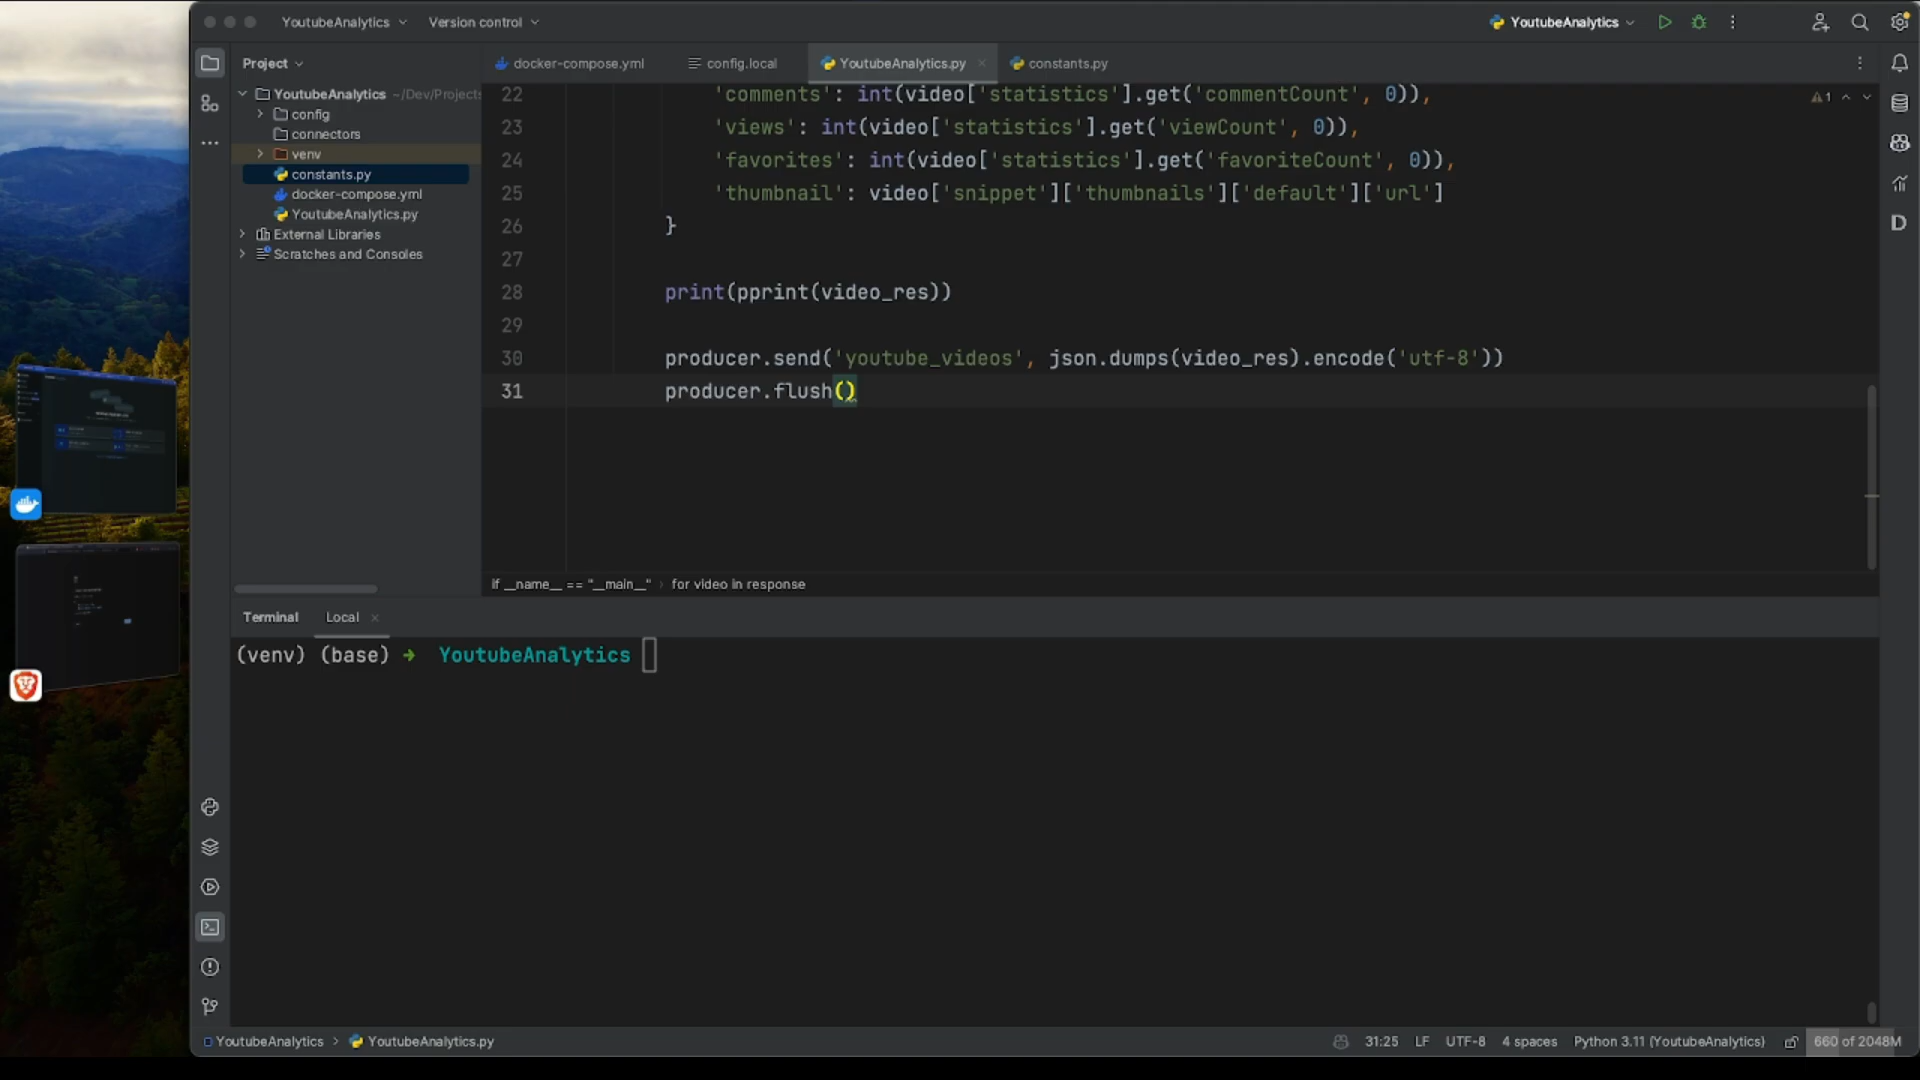 YoutubeAnalytics
Version control
YoutubeAnalytics
Project
docker-compose.yml
config.local
YoutubeAnalytics.py
constants.py
YoutubeAnalytics ~/Dev/Projects
config
connectors
venv
constants.py
docker-compose.yml
YoutubeAnalytics.py
External Libraries
Scratches and Consoles
22 'comments': int(video['statistics'].get('commentCount', 0)),
23 'views': int(video['statistics'].get('viewCount', 0)),
24 'favorites': int(video['statistics'].get('favoriteCount', 0)),
25 'thumbnail': video['snippet']['thumbnails']['default']['url']
26 }
27
28 print(pprint(video_res))
29
30 producer.send('youtube_videos', json.dumps(video_res).encode('utf-8'))
31 producer.flush()
1
D
if __name__ == "__main__" › for video in response
Terminal
Local
(venv) (base) ➜ YoutubeAnalytics
YoutubeAnalytics › YoutubeAnalytics.py
31:25
LF
UTF-8
4 spaces
Python 3.11 (YoutubeAnalytics)
660 of 2048M